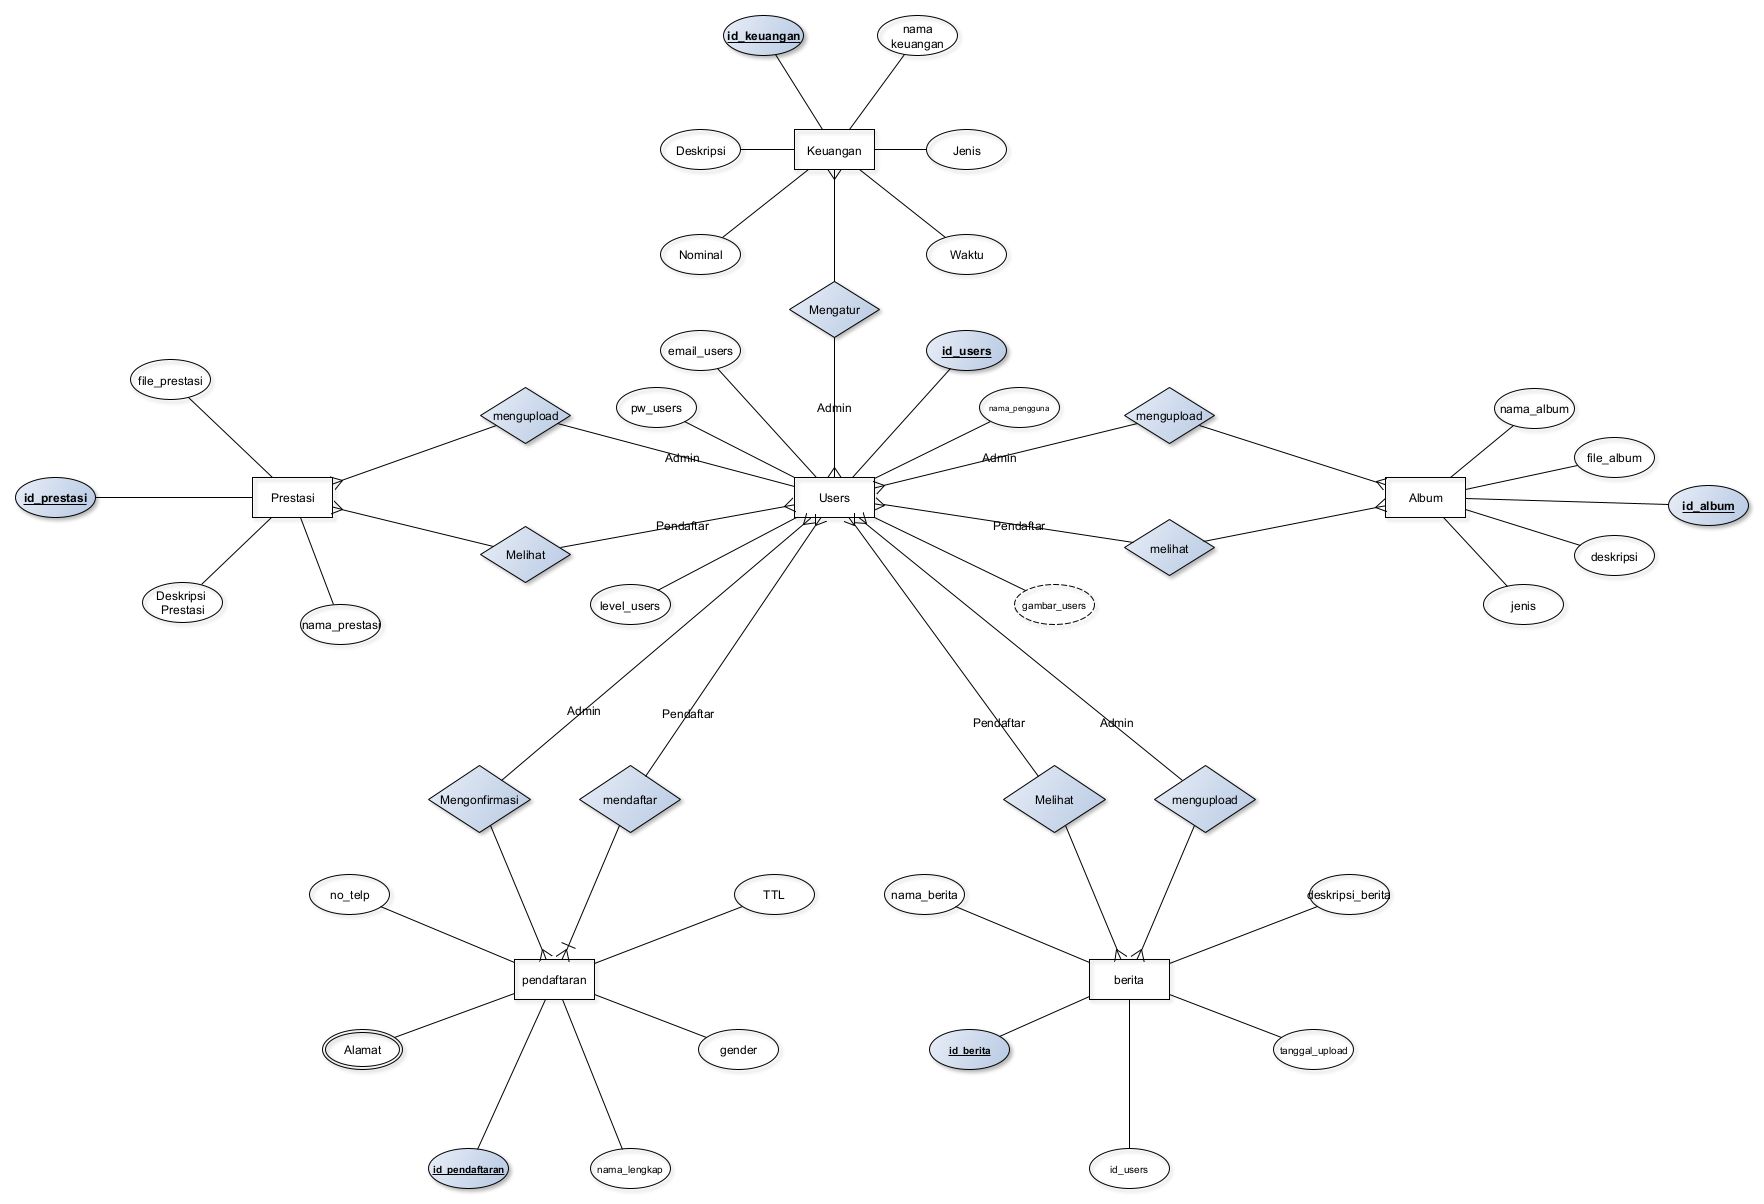 id_keuangan
nama
keuangan
Deskripsi
Keuangan
Jenis
Nominal
Waktu
Mengatur
email_users
id_users
file_prestasi
pw_users
Admin
nama_pengguna
mengupload
mengupload
nama_album
Admin
Admin
file_album
id_prestasi
Prestasi
Users
Album
id_album
Pendaftar
Pendaftar
Melihat
melihat
deskripsi
Deskripsi
Prestasi
nama_prestasi
level_users
gambar_users
jenis
Admin
Pendaftar
Pendaftar
Admin
Mengonfirmasi
mendaftar
Melihat
mengupload
no_telp
TTL
nama_berita
deskripsi_berita
pendaftaran
berita
Alamat
gender
id_berita
tanggal_upload
id_pendaftaran
nama_lengkap
id_users